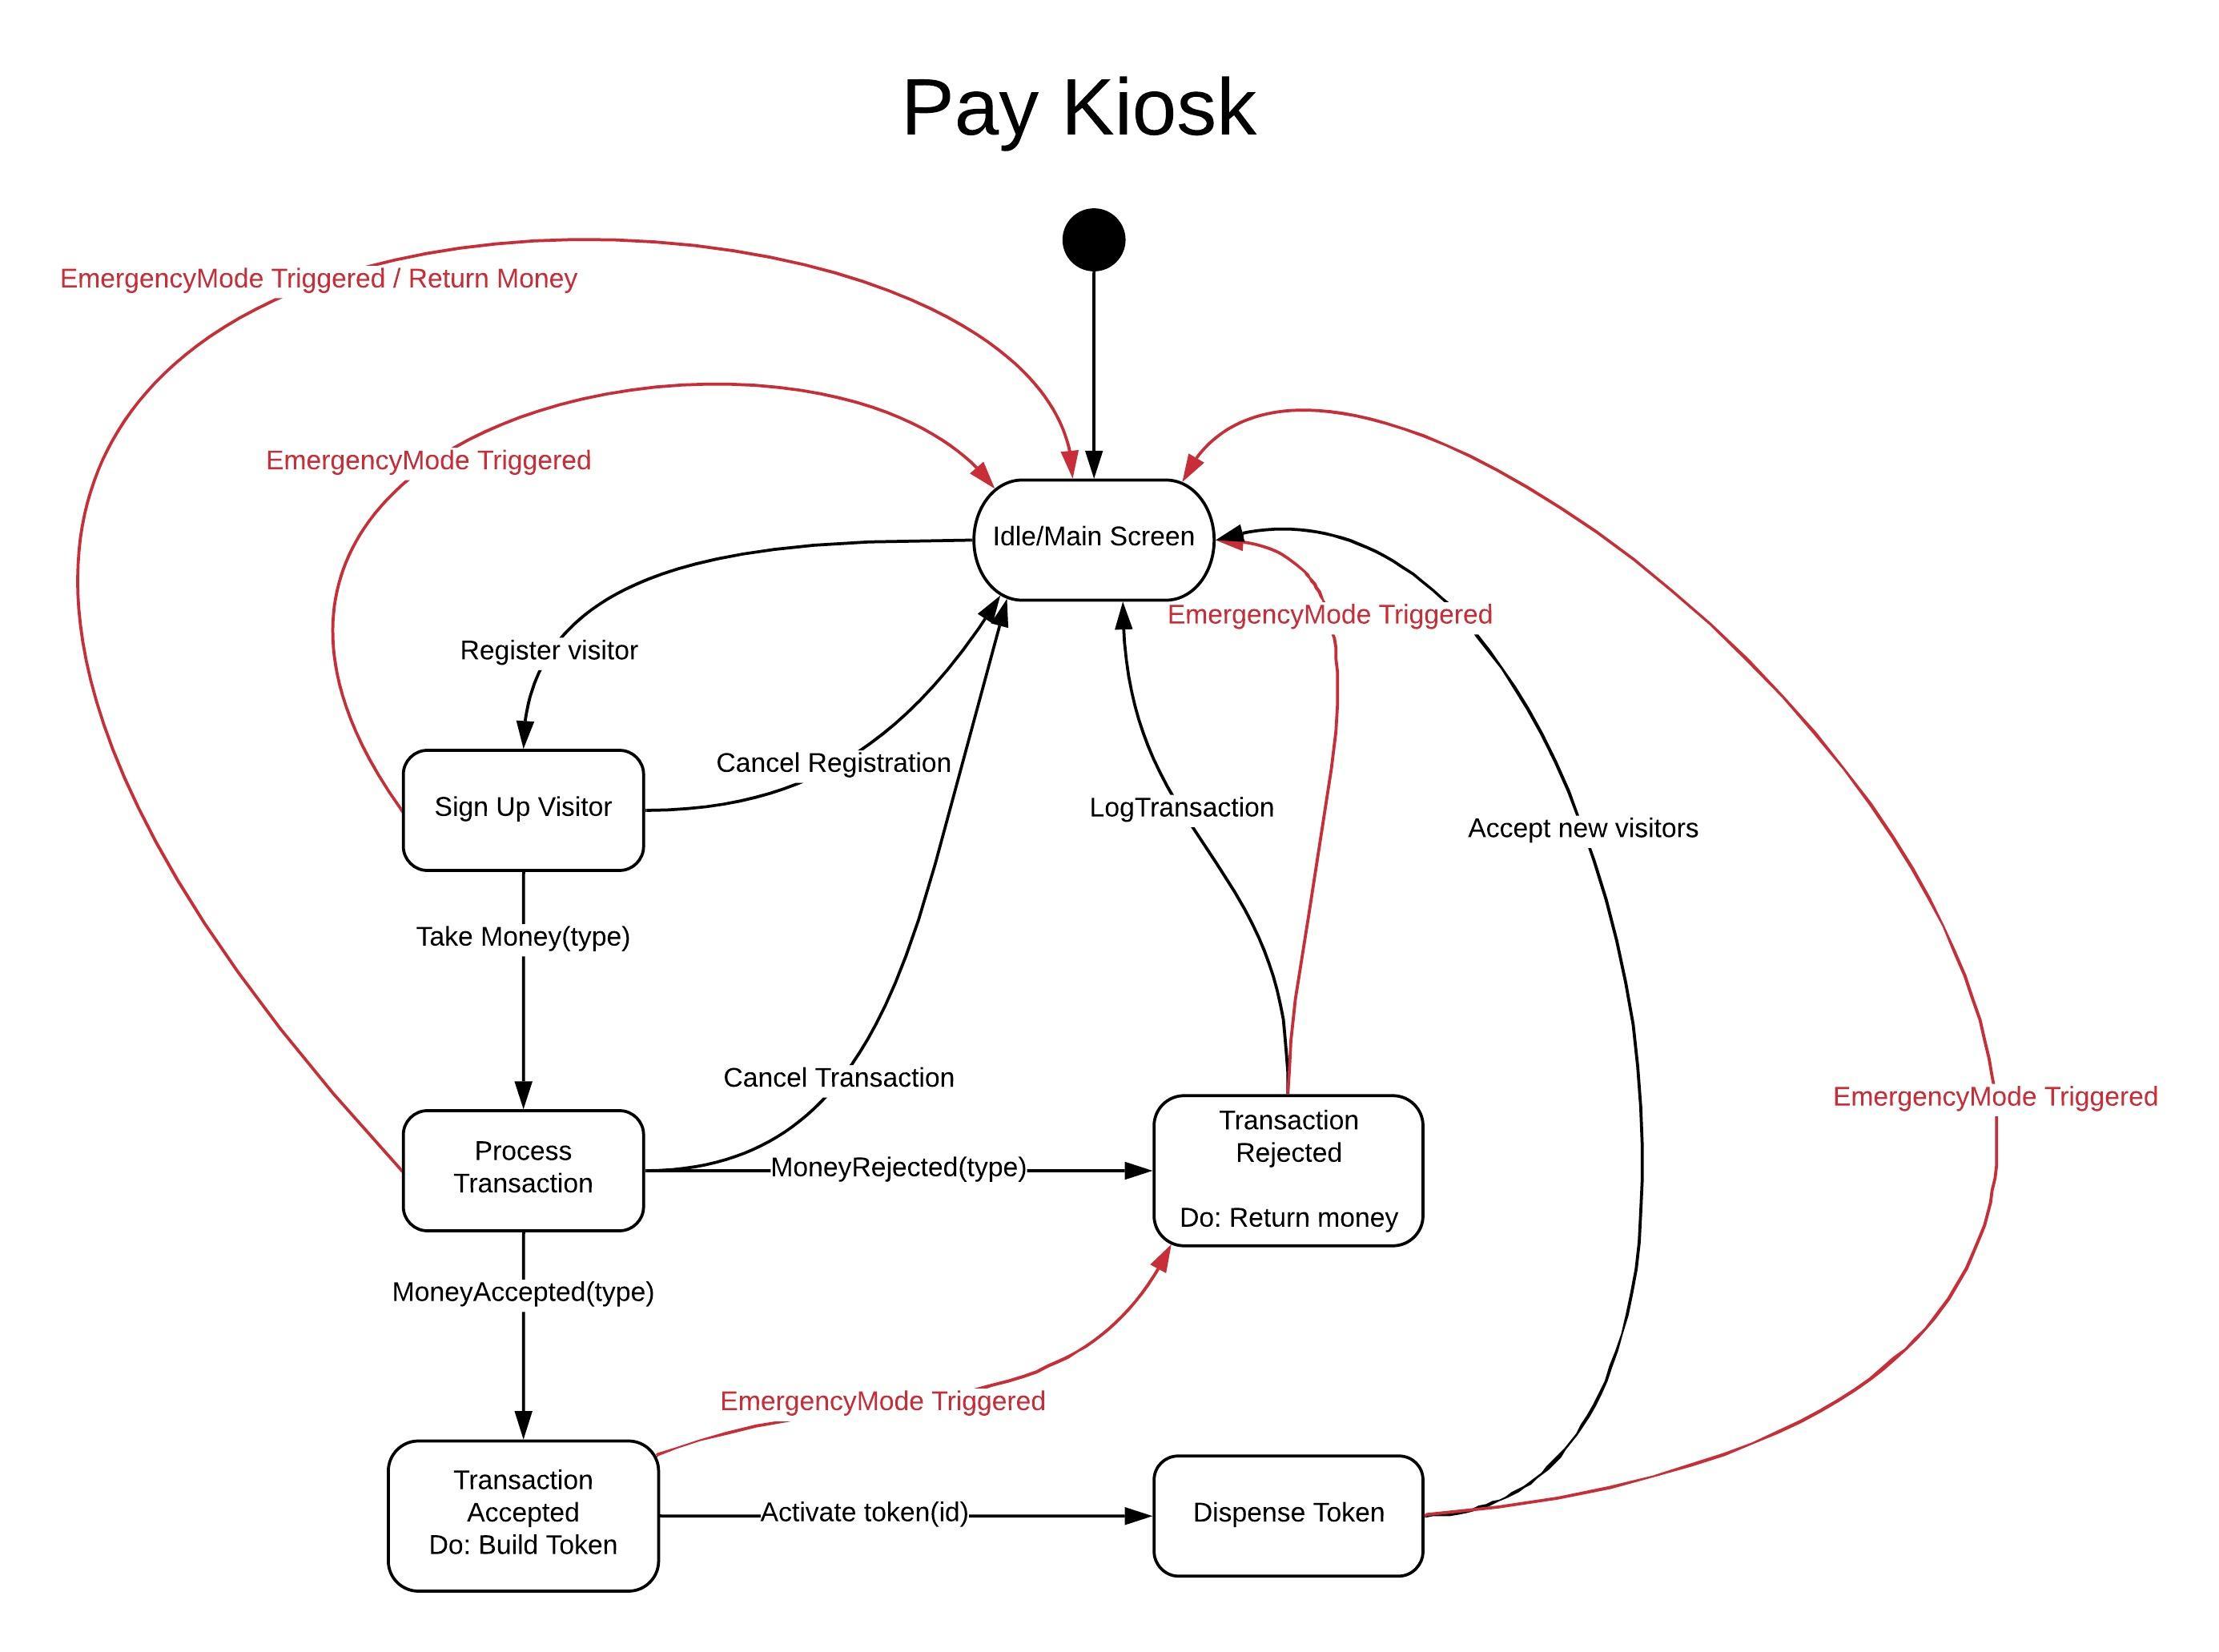 Pay Kiosk
EmergencyMode Triggered / Return Money
EmergencyMode Triggered
Idle/Main Screen
EmergencyMode Triggered
Register visitor
Cancel Registration
Sign Up Visitor
LogTransaction
Accept new visitors
Take Money(type)
Cancel Transaction
EmergencyMode Triggered
Process
Transaction
MoneyRejected(type)
Transaction
Rejected
Do: Return money
MoneyAccepted(type)
EmergencyMode Triggered
Transaction
Accepted
Do: Build Token
Activate token(id)
Dispense Token